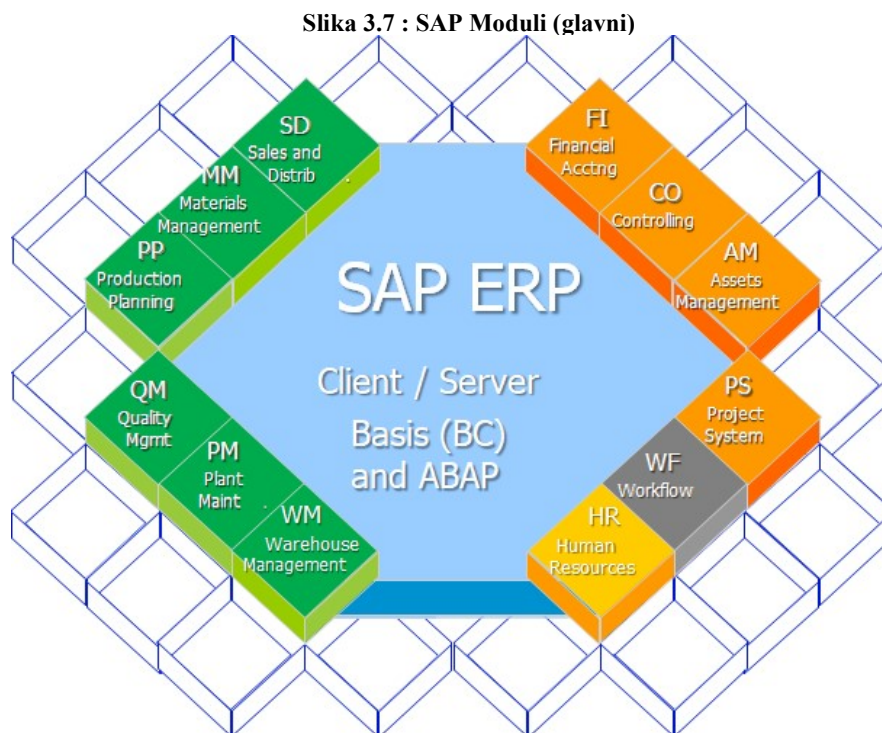 Slika 3.7 : SAP Moduli (glavni)
SD
Sales and
Distrib
MM
Materials
Management
PP
Production
Planning
FI
Financial
Acctng
CO
Controlling
AM
Assets
Management
SAP ERP
Client / Server
Basis (BC)
and ABAP
QM
Quality
Mgmt
PM
Plant
Maint
WM
Warehouse
Management
PS
Project
System
WF
Workflow
HR
Human
Resources